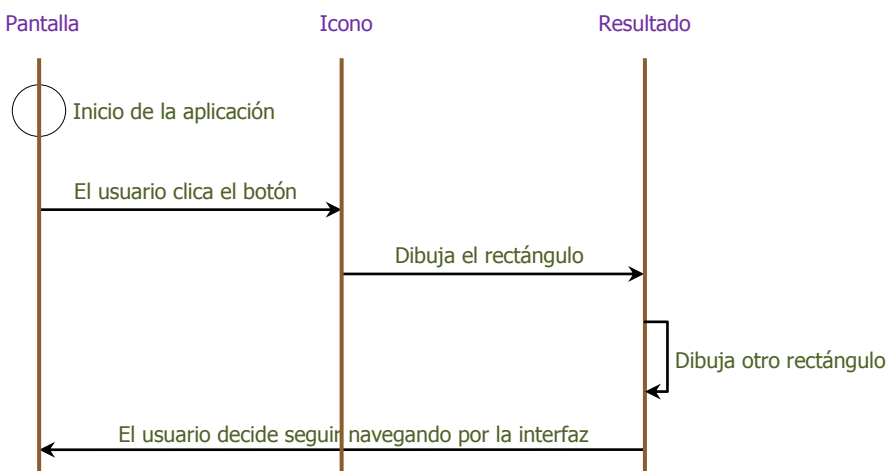 Pantalla
Icono
Resultado
Inicio de la aplicación
El usuario clica el botón
Dibuja el rectángulo
Dibuja otro rectángulo
El usuario decide seguir navegando por la interfaz